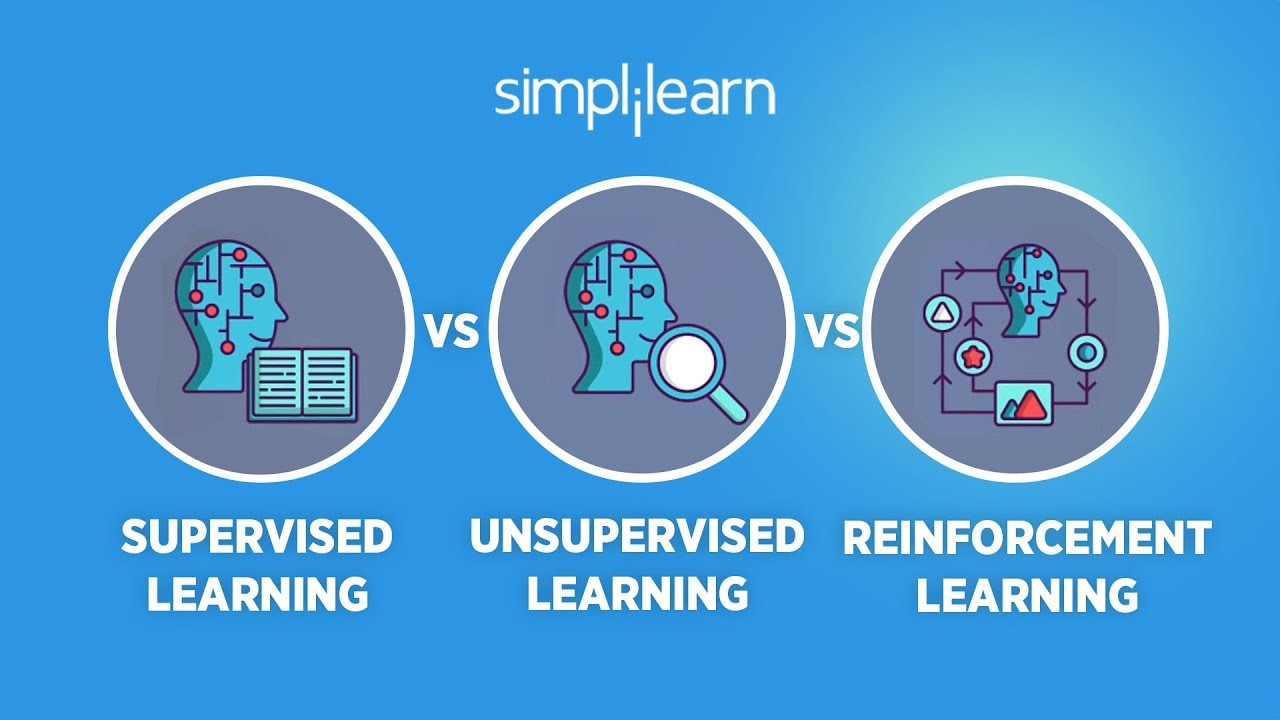 simplilearn
VS
VS
SUPERVISED
LEARNING
UNSUPERVISED
LEARNING
REINFORCEMENT
LEARNING